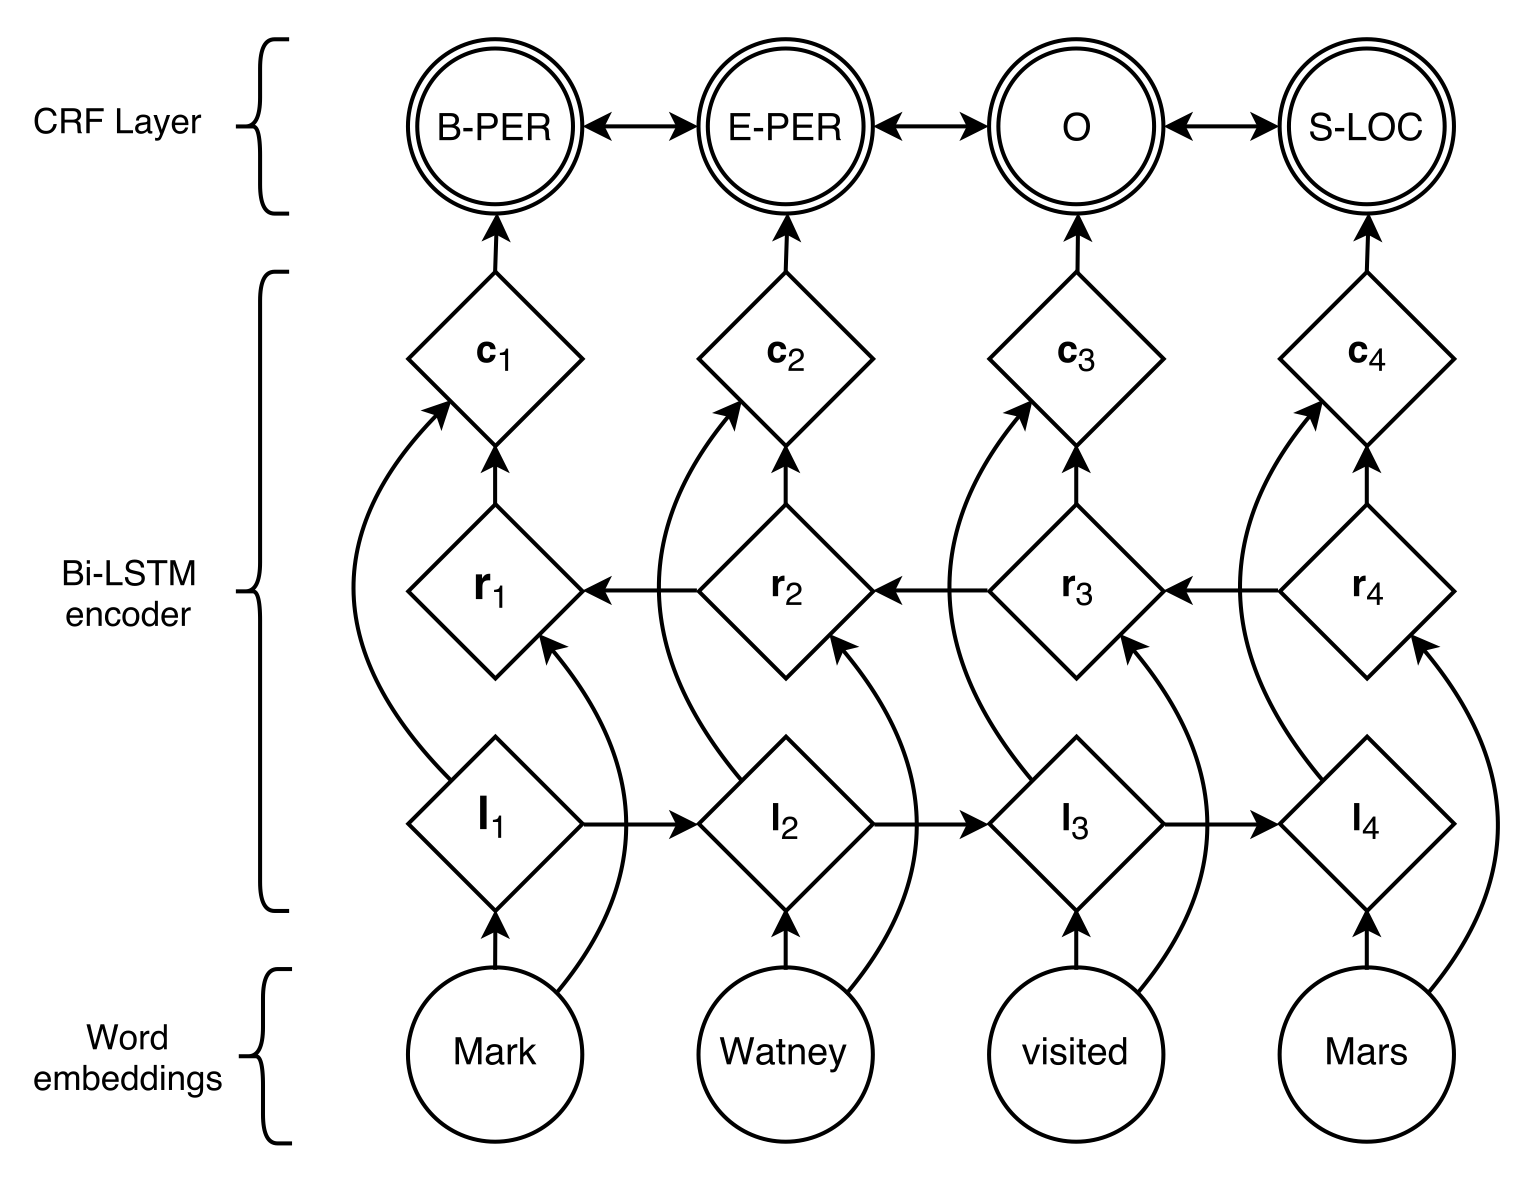 CRF Layer
B-PER
E-PER
O
S-LOC
c1
c2
c3
c4
Bi-LSTM
encoder
r1
r2
r3
r4
l1
l2
l3
l4
Word
embeddings
Mark
Watney
visited
Mars